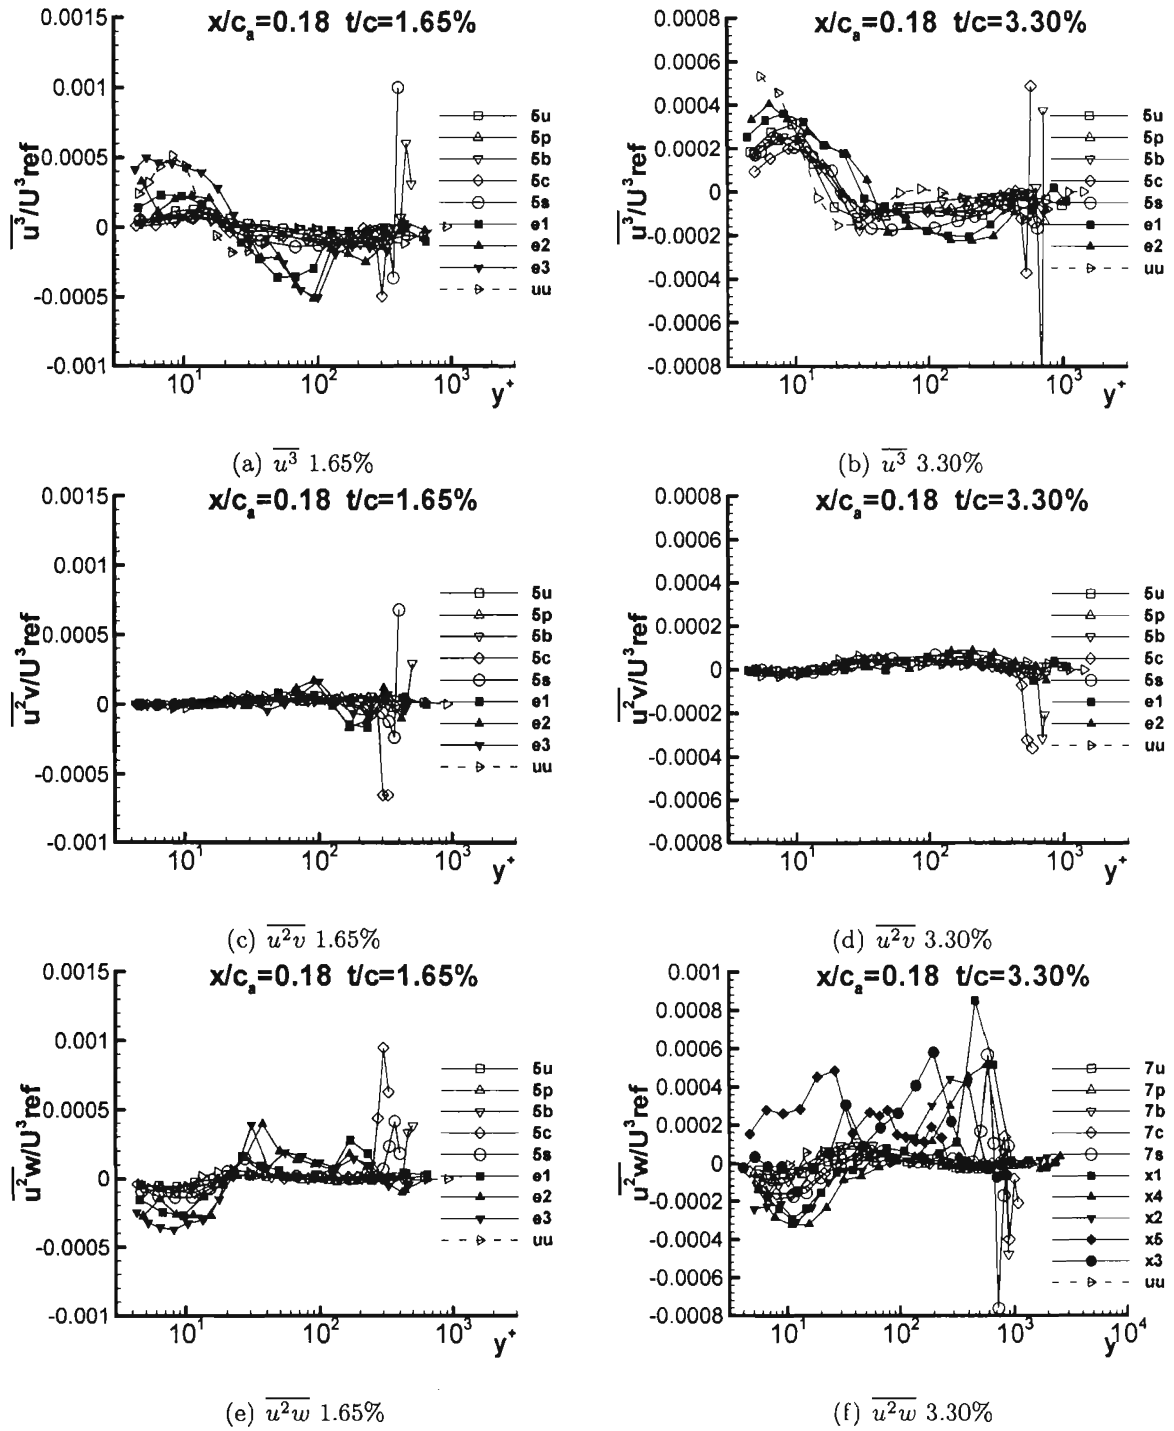 x/cₐ=0.18 t/c=1.65%
0.0015
0.001
0.0005
0
-0.0005
-0.001
u³/U³ref
10¹ 10² 10³
y⁺
5u
5p
5b
5c
5s
e1
e2
e3
uu
(a) u³ 1.65%
x/cₐ=0.18 t/c=3.30%
0.0008
0.0006
0.0004
0.0002
0
-0.0002
-0.0004
-0.0006
-0.0008
u³/U³ref
10¹ 10² 10³
y⁺
5u
5p
5b
5c
5s
e1
e2
uu
(b) u³ 3.30%
x/cₐ=0.18 t/c=1.65%
0.0015
0.001
0.0005
0
-0.0005
-0.001
u²v/U³ref
10¹ 10² 10³
y⁺
5u
5p
5b
5c
5s
e1
e2
e3
uu
(c) u²v 1.65%
x/cₐ=0.18 t/c=3.30%
0.0008
0.0006
0.0004
0.0002
0
-0.0002
-0.0004
-0.0006
-0.0008
u²v/U³ref
10¹ 10² 10³
y⁺
5u
5p
5b
5c
5s
e1
e2
uu
(d) u²v 3.30%
x/cₐ=0.18 t/c=1.65%
0.0015
0.001
0.0005
0
-0.0005
-0.001
u²w/U³ref
10¹ 10² 10³
y⁺
5u
5p
5b
5c
5s
e1
e2
e3
uu
(e) u²w 1.65%
x/cₐ=0.18 t/c=3.30%
0.001
0.0008
0.0006
0.0004
0.0002
0
-0.0002
-0.0004
-0.0006
-0.0008
u²w/U³ref
10¹ 10² 10³ 10⁴
y
7u
7p
7b
7c
7s
x1
x4
x2
x5
x3
uu
(f) u²w 3.30%